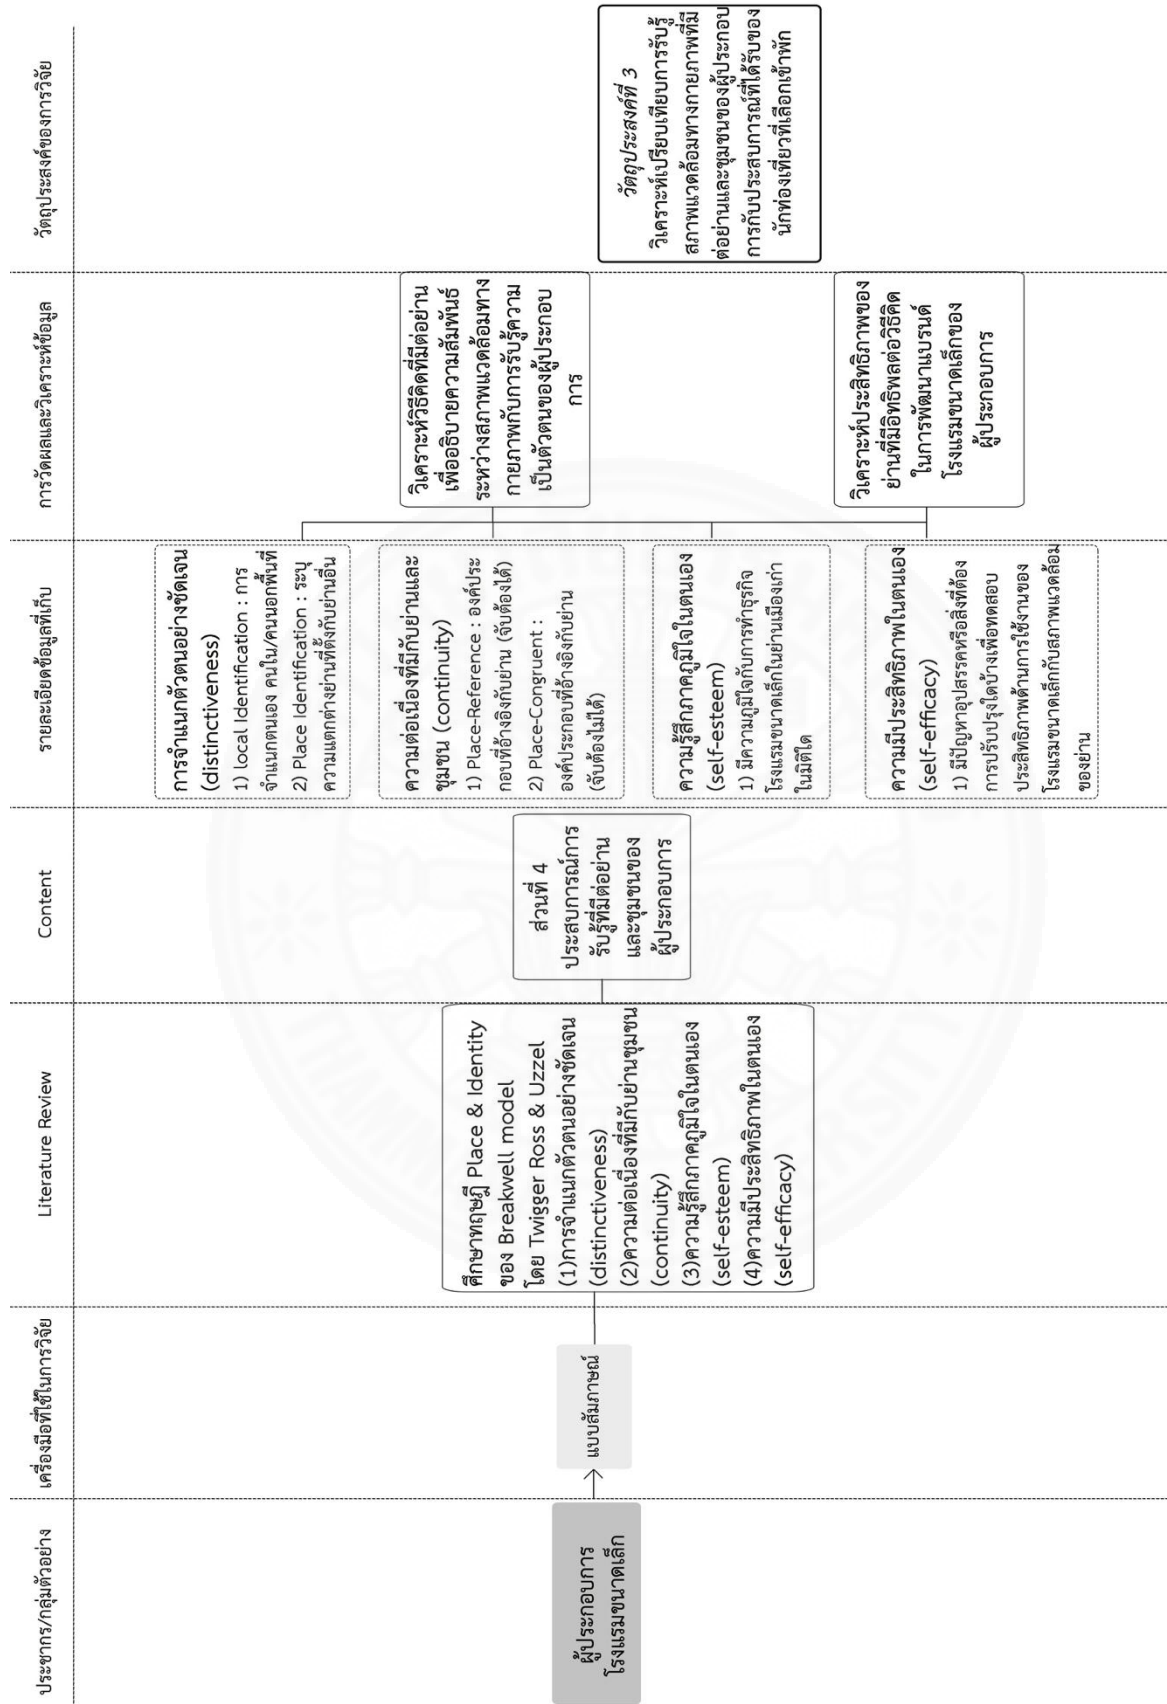 ประชากร/กลุ่มตัวอย่าง
เครื่องมือที่ใช้ในการวิจัย
Literature Review
Content
รายละเอียดข้อมูลที่เก็บ
การวัดผลและวิเคราะห์ข้อมูล
วัตถุประสงค์ของการวิจัย
ผู้ประกอบการ
โรงแรมขนาดเล็ก
แบบสัมภาษณ์
ศึกษาทฤษฎี Place & Identity
ของ Breakwell model
โดย Twigger Ross & Uzzel
(1)การจำแนกตัวตนอย่างชัดเจน
(distinctiveness)
(2)ความต่อเนื่องที่มีกับย่านชุมชน
(continuity)
(3)ความรู้สึกภาคภูมิใจในตนเอง
(self-esteem)
(4)ความมีประสิทธิภาพในตนเอง
(self-efficacy)
ส่วนที่ 4
ประสบการณ์การ
รับรู้ที่มีต่อย่าน
และชุมชนของ
ผู้ประกอบการ
การจำแนกตัวตนอย่างชัดเจน
(distinctiveness)
1) local Identification : การ
จำแนกตนเอง คนใน/คนนอกพื้นที่
2) Place Identification : ระบุ
ความแตกต่างย่านที่ตั้งกับย่านอื่น
ความต่อเนื่องที่มีกับย่านและ
ชุมชน (continuity)
1) Place-Reference : องค์ประ
กอบที่อ้างอิงกับย่าน (จับต้องได้)
2) Place-Congruent :
องค์ประกอบที่อ้างอิงกับย่าน
(จับต้องไม่ได้)
ความรู้สึกภาคภูมิใจในตนเอง
(self-esteem)
1) มีความภูมิใจกับการทำธุรกิจ
โรงแรมขนาดเล็กในย่านเมืองเก่า
ในมิติใด
ความมีประสิทธิภาพในตนเอง
(self-efficacy)
1) มีปัญหาอุปสรรคหรือสิ่งที่ต้อง
การปรับปรุงใดบ้างเพื่อทดสอบ
ประสิทธิภาพด้านการใช้งานของ
โรงแรมขนาดเล็กกับสภาพแวดล้อม
ของย่าน
วิเคราะห์วิธีคิดที่มีต่อย่าน
เพื่ออธิบายความสัมพันธ์
ระหว่างสภาพแวดล้อมทาง
กายภาพกับการรับรู้ความ
เป็นตัวตนของผู้ประกอบ
การ
วิเคราะห์ประสิทธิภาพของ
ย่านที่มีอิทธิพลต่อวิธีคิด
ในการพัฒนาแบรนด์
โรงแรมขนาดเล็กของ
ผู้ประกอบการ
วัตถุประสงค์ที่ 3
วิเคราะห์เปรียบเทียบการรับรู้
สภาพแวดล้อมทางกายภาพที่มี
ต่อย่านและชุมชนของผู้ประกอบ
การกับประสบการณ์ที่ได้รับของ
นักท่องเที่ยวที่เลือกเข้าพัก